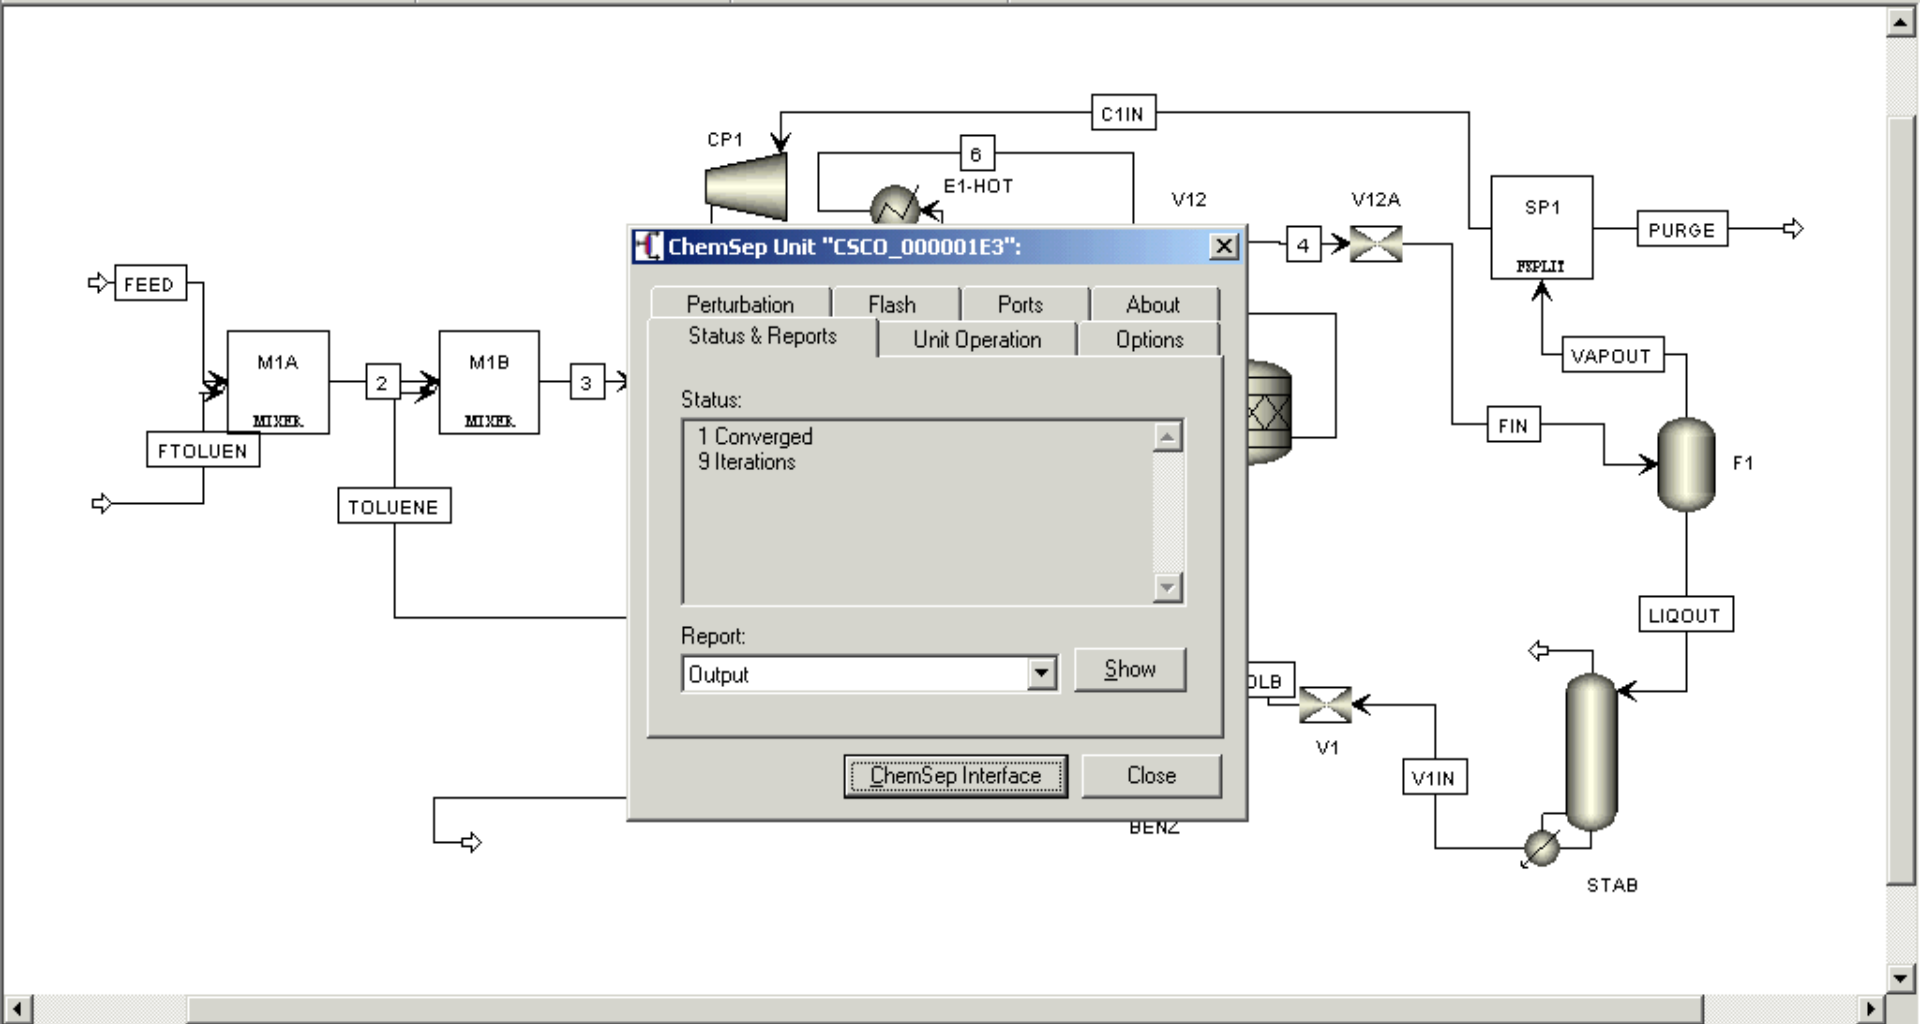 C1IN
CP1
6
E1-HOT
V12
V12A
SP1
FSPLIT
PURGE
4
FEED
M1A
MIXER
2
M1B
MIXER
3
FTOLUEN
TOLUENE
VAPOUT
FIN
F1
LIQOUT
OLB
V1
V1IN
STAB
BENZ
ChemSep Unit "CSCO_000001E3":
Perturbation
Flash
Ports
About
Status & Reports
Unit Operation
Options
Status:
1 Converged
9 Iterations
Report:
Output
Show
ChemSep Interface
Close